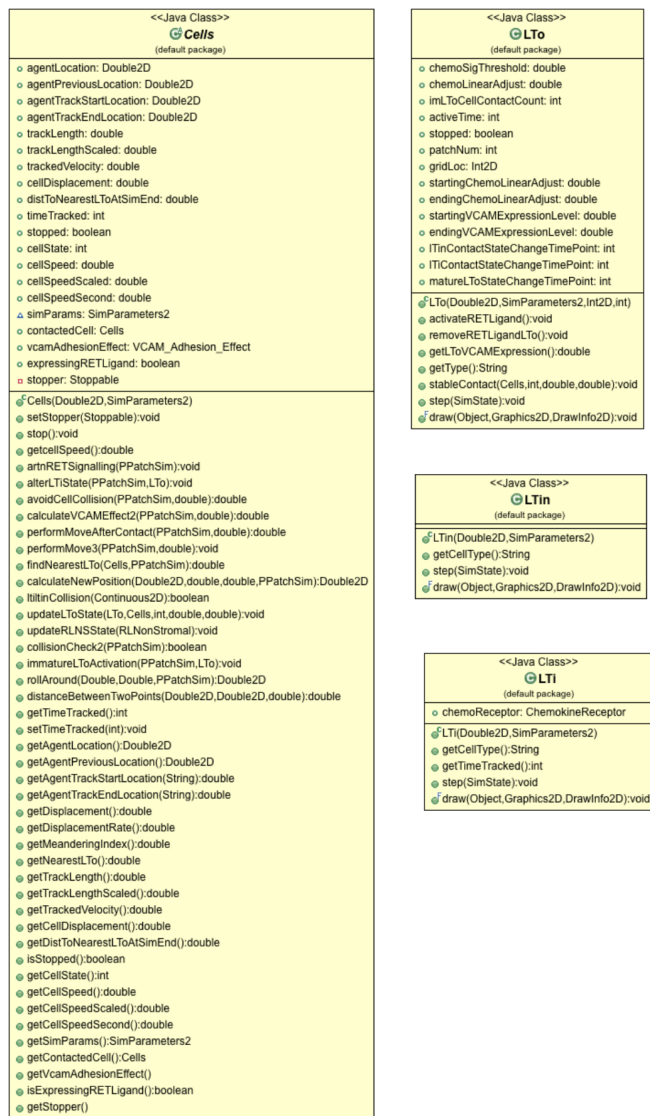 <<Java Class>>
Cells
(default package)
agentLocation: Double2D
agentPreviousLocation: Double2D
agentTrackStartLocation: Double2D
agentTrackEndLocation: Double2D
trackLength: double
trackLengthScaled: double
trackedVelocity: double
cellDisplacement: double
distToNearestLToAtSimEnd: double
timeTracked: int
stopped: boolean
cellState: int
cellSpeed: double
cellSpeedScaled: double
cellSpeedSecond: double
simParams: SimParameters2
contactedCell: Cells
vcamAdhesionEffect: VCAM_Adhesion_Effect
expressingRETLigand: boolean
stopper: Stoppable
Cells(Double2D,SimParameters2)
setStopper(Stoppable):void
stop():void
getcellSpeed():double
artnRETSignalling(PPatchSim):void
alterLTiState(PPatchSim,LTo):void
avoidCellCollision(PPatchSim,double):double
calculateVCAMEffect2(PPatchSim,double):double
performMoveAfterContact(PPatchSim,double):double
performMove3(PPatchSim,double):void
findNearestLTo(Cells,PPatchSim):double
calculateNewPosition(Double2D,double,double,PPatchSim):Double2D
ltiltinCollision(Continuous2D):boolean
updateLToState(LTo,Cells,int,double,double):void
updateRLNSState(RLNonStromal):void
collisionCheck2(PPatchSim):boolean
immatureLToActivation(PPatchSim,LTo):void
rollAround(Double,Double,PPatchSim):Double2D
distanceBetweenTwoPoints(Double2D,Double2D,double):double
getTimeTracked():int
setTimeTracked(int):void
getAgentLocation():Double2D
getAgentPreviousLocation():Double2D
getAgentTrackStartLocation(String):double
getAgentTrackEndLocation(String):double
getDisplacement():double
getDisplacementRate():double
getMeanderingIndex():double
getNearestLTo():double
getTrackLength():double
getTrackLengthScaled():double
getTrackedVelocity():double
getCellDisplacement():double
getDistToNearestLToAtSimEnd():double
isStopped():boolean
getCellState():int
getCellSpeed():double
getCellSpeedScaled():double
getCellSpeedSecond():double
getSimParams():SimParameters2
getContactedCell():Cells
getVcamAdhesionEffect()
isExpressingRETLigand():boolean
getStopper()
<<Java Class>>
LTo
(default package)
chemoSigThreshold: double
chemoLinearAdjust: double
imLToCellContactCount: int
activeTime: int
stopped: boolean
patchNum: int
gridLoc: Int2D
startingChemoLinearAdjust: double
endingChemoLinearAdjust: double
startingVCAMExpressionLevel: double
endingVCAMExpressionLevel: double
lTinContactStateChangeTimePoint: int
lTiContactStateChangeTimePoint: int
matureLToStateChangeTimePoint: int
LTo(Double2D,SimParameters2,Int2D,int)
activateRETLigand():void
removeRETLigandLTo():void
getLToVCAMExpression():double
getType():String
stableContact(Cells,int,double,double):void
step(SimState):void
draw(Object,Graphics2D,DrawInfo2D):void
<<Java Class>>
LTin
(default package)
LTin(Double2D,SimParameters2)
getCellType():String
step(SimState):void
draw(Object,Graphics2D,DrawInfo2D):void
<<Java Class>>
LTi
(default package)
chemoReceptor: ChemokineReceptor
LTi(Double2D,SimParameters2)
getCellType():String
getTimeTracked():int
step(SimState):void
draw(Object,Graphics2D,DrawInfo2D):void